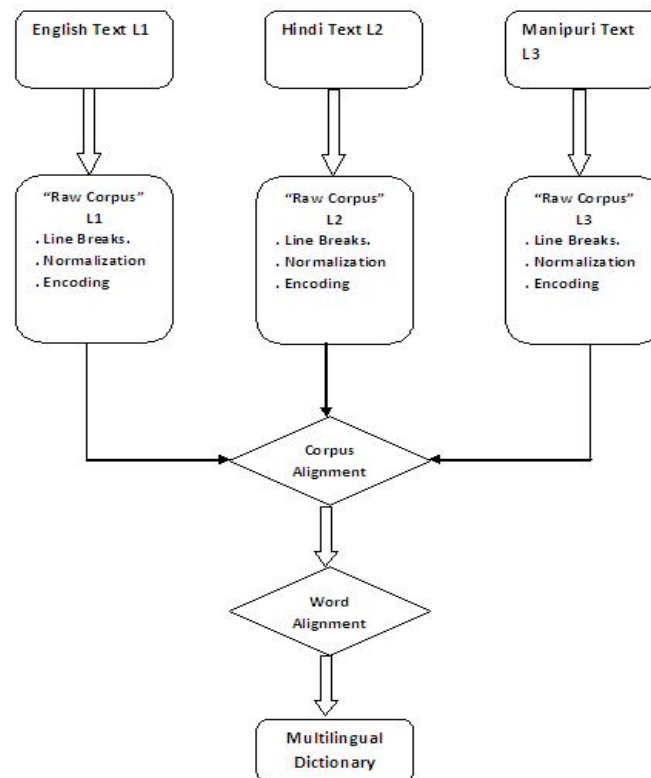 English Text L1
Hindi Text L2
Manipuri Text
L3
“Raw Corpus”
L1
. Line Breaks.
. Normalization
. Encoding
“Raw Corpus”
L2
. Line Breaks.
. Normalization
. Encoding
“Raw Corpus”
L3
. Line Breaks.
. Normalization
. Encoding
Corpus
Alignment
Word
Alignment
Multilingual
Dictionary